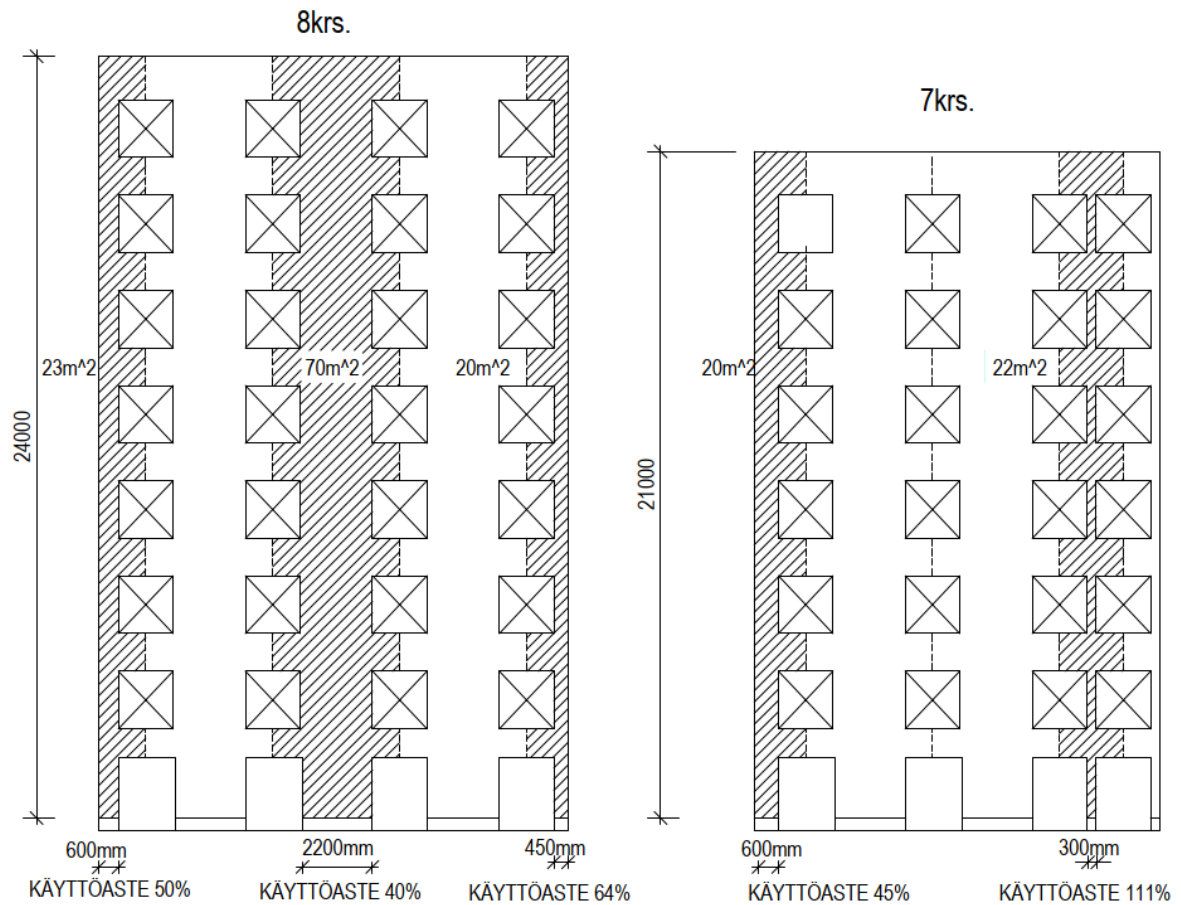 8krs.
7krs.
23m^2
70m^2
20m^2
20m^2
22m^2
24000
21000
600mm
2200mm
450mm
600mm
300mm
KÄYTTÖASTE 50%
KÄYTTÖASTE 40%
KÄYTTÖASTE 64%
KÄYTTÖASTE 45%
KÄYTTÖASTE 111%